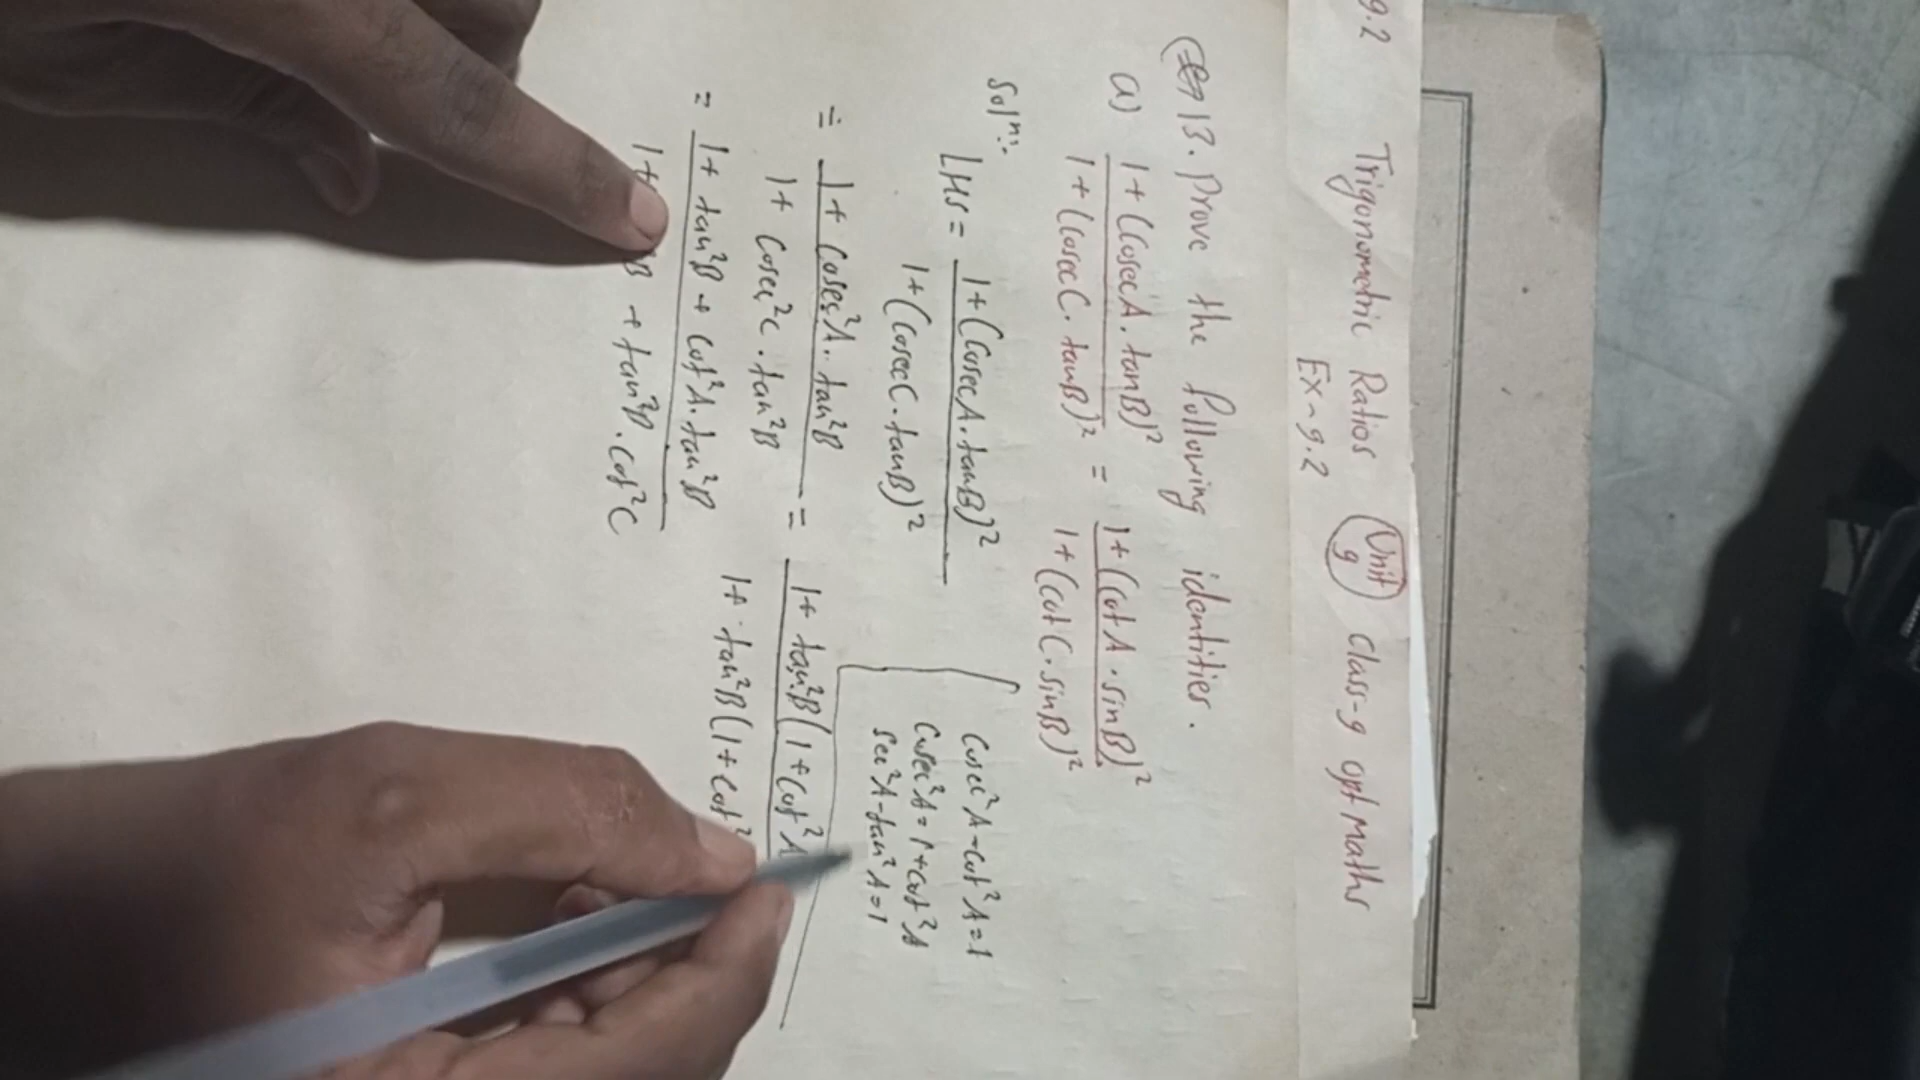 9.2 Trigonometric Ratios Unit 9 Class-9 opt maths
Ex-9.2
13. Prove the following identities.
a) 1+(CosecA.tanB)² / 1+(CosecC.tanB)² = 1+(CotA.sinB)² / 1+(CotC.sinB)²
Solⁿ:-
LHS = 1+(CosecA.tanB)² / 1+(CosecC.tanB)²
Cosec²A-Cot²A=1
Cosec²A=1+Cot²A
Sec²A-tan²A=1
= 1+Cosec²A.tan²B / 1+Cosec²C.tan²B = 1+tan²B(1+Cot²A / 1+tan²B(1+Cot²
= 1+tan²B+Cot²A.tan²B / 1+ B+tan²B.Cot²C